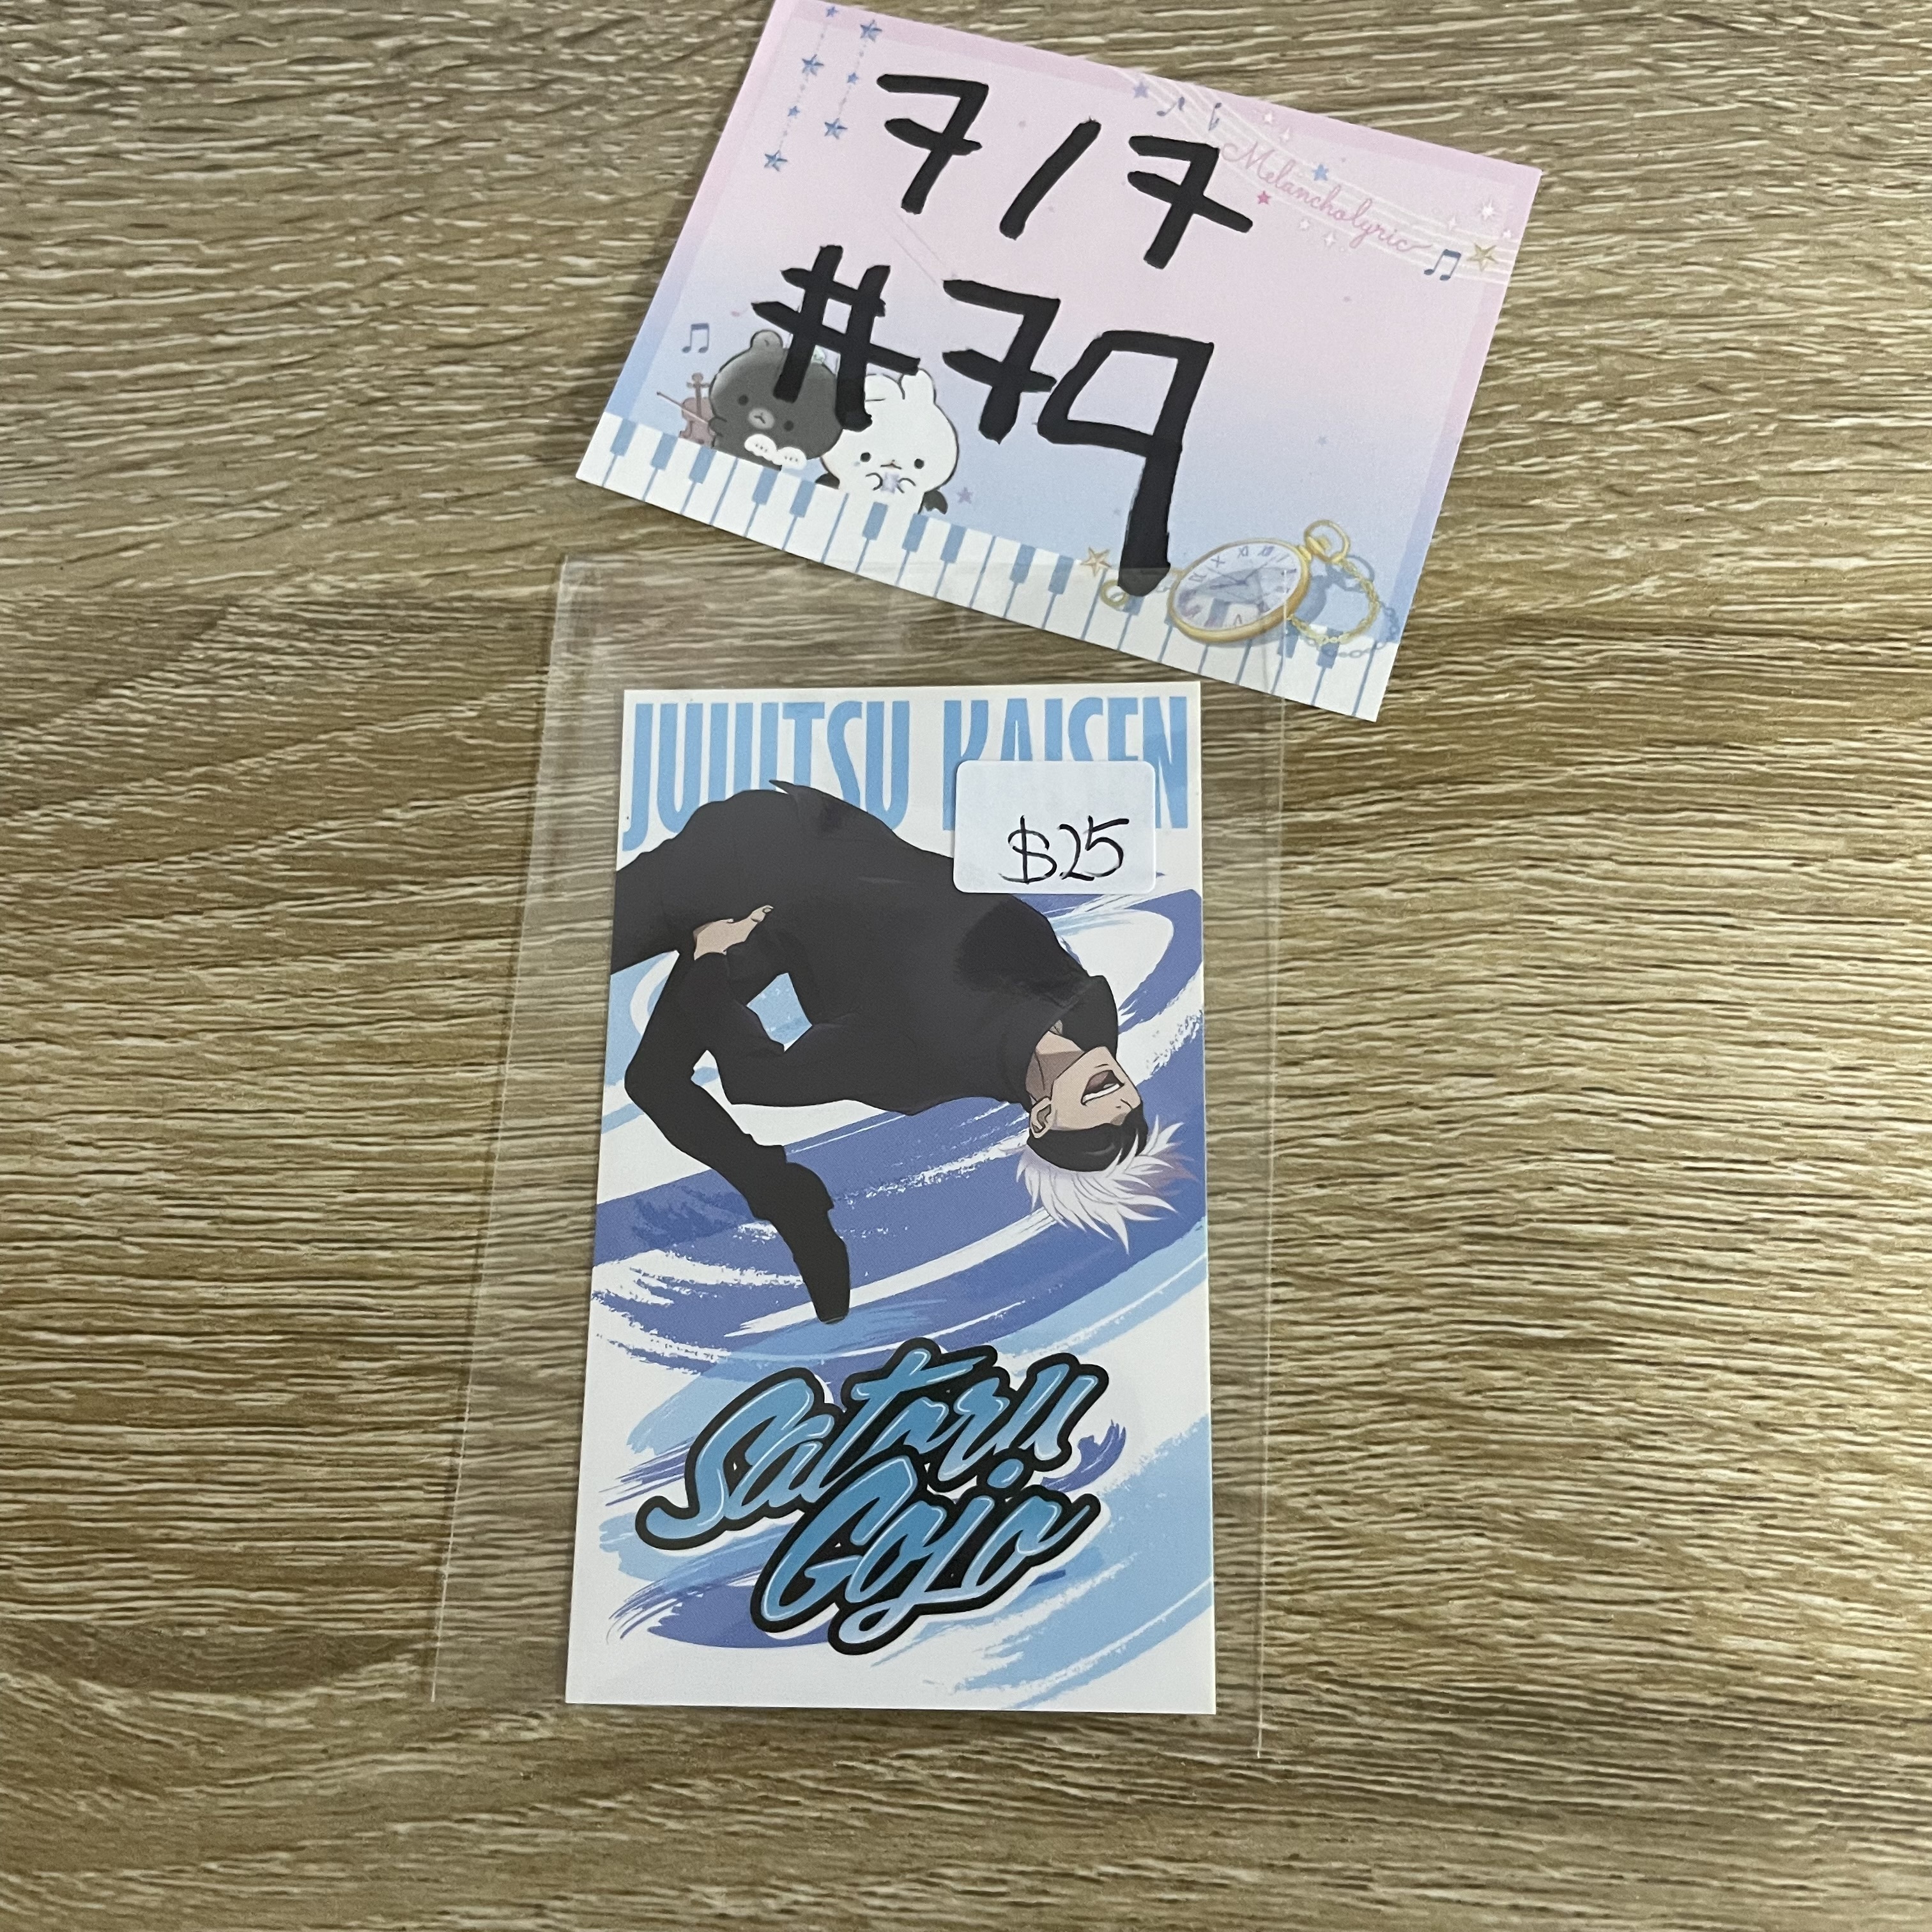 7/7
Melancholyric
#79
JUJUTSU KAISEN
$25
Satoru
Gojo